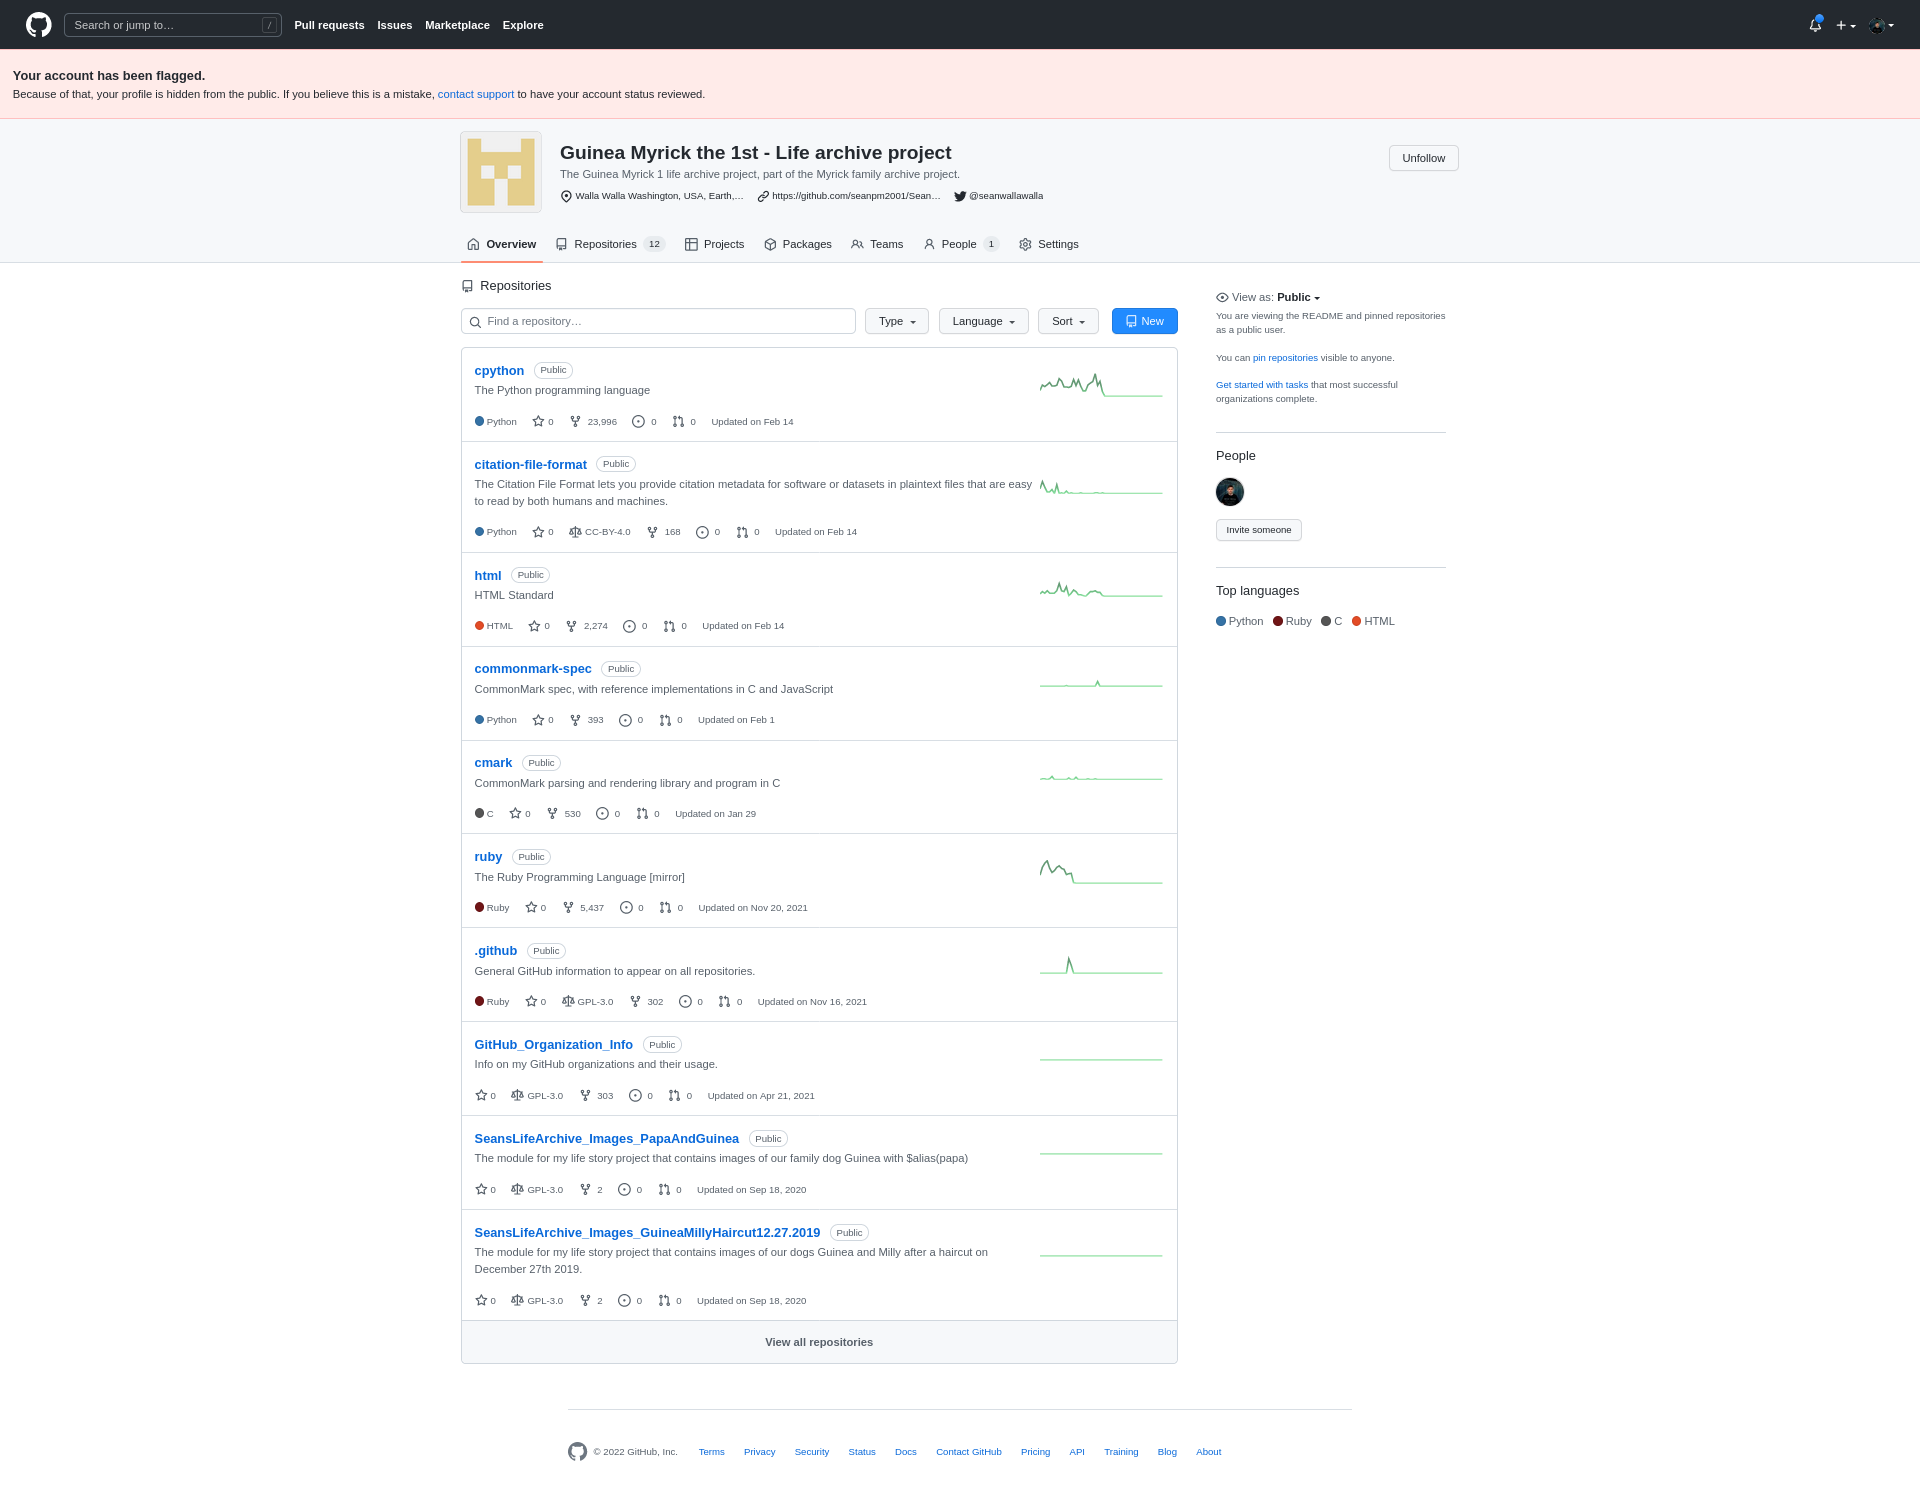 Search or jump to… /
Pull requests Issues Marketplace Explore
Your account has been flagged.
Because of that, your profile is hidden from the public. If you believe this is a mistake, contact support to have your account status reviewed.
Guinea Myrick the 1st - Life archive project
Unfollow
The Guinea Myrick 1 life archive project, part of the Myrick family archive project.
Walla Walla Washington, USA, Earth,… https://github.com/seanpm2001/Sean… @seanwallawalla
Overview Repositories 12 Projects Packages Teams People 1 Settings
Repositories
Find a repository… Type Language Sort New
cpython Public
The Python programming language
Python 0 23,996 0 0 Updated on Feb 14
citation-file-format Public
The Citation File Format lets you provide citation metadata for software or datasets in plaintext files that are easy
to read by both humans and machines.
Python 0 CC-BY-4.0 168 0 0 Updated on Feb 14
html Public
HTML Standard
HTML 0 2,274 0 0 Updated on Feb 14
commonmark-spec Public
CommonMark spec, with reference implementations in C and JavaScript
Python 0 393 0 0 Updated on Feb 1
cmark Public
CommonMark parsing and rendering library and program in C
C 0 530 0 0 Updated on Jan 29
ruby Public
The Ruby Programming Language [mirror]
Ruby 0 5,437 0 0 Updated on Nov 20, 2021
.github Public
General GitHub information to appear on all repositories.
Ruby 0 GPL-3.0 302 0 0 Updated on Nov 16, 2021
GitHub_Organization_Info Public
Info on my GitHub organizations and their usage.
0 GPL-3.0 303 0 0 Updated on Apr 21, 2021
SeansLifeArchive_Images_PapaAndGuinea Public
The module for my life story project that contains images of our family dog Guinea with $alias(papa)
0 GPL-3.0 2 0 0 Updated on Sep 18, 2020
SeansLifeArchive_Images_GuineaMillyHaircut12.27.2019 Public
The module for my life story project that contains images of our dogs Guinea and Milly after a haircut on
December 27th 2019.
0 GPL-3.0 2 0 0 Updated on Sep 18, 2020
View all repositories
View as: Public
You are viewing the README and pinned repositories
as a public user.
You can pin repositories visible to anyone.
Get started with tasks that most successful
organizations complete.
People
Invite someone
Top languages
Python Ruby C HTML
© 2022 GitHub, Inc. Terms Privacy Security Status Docs Contact GitHub Pricing API Training Blog About